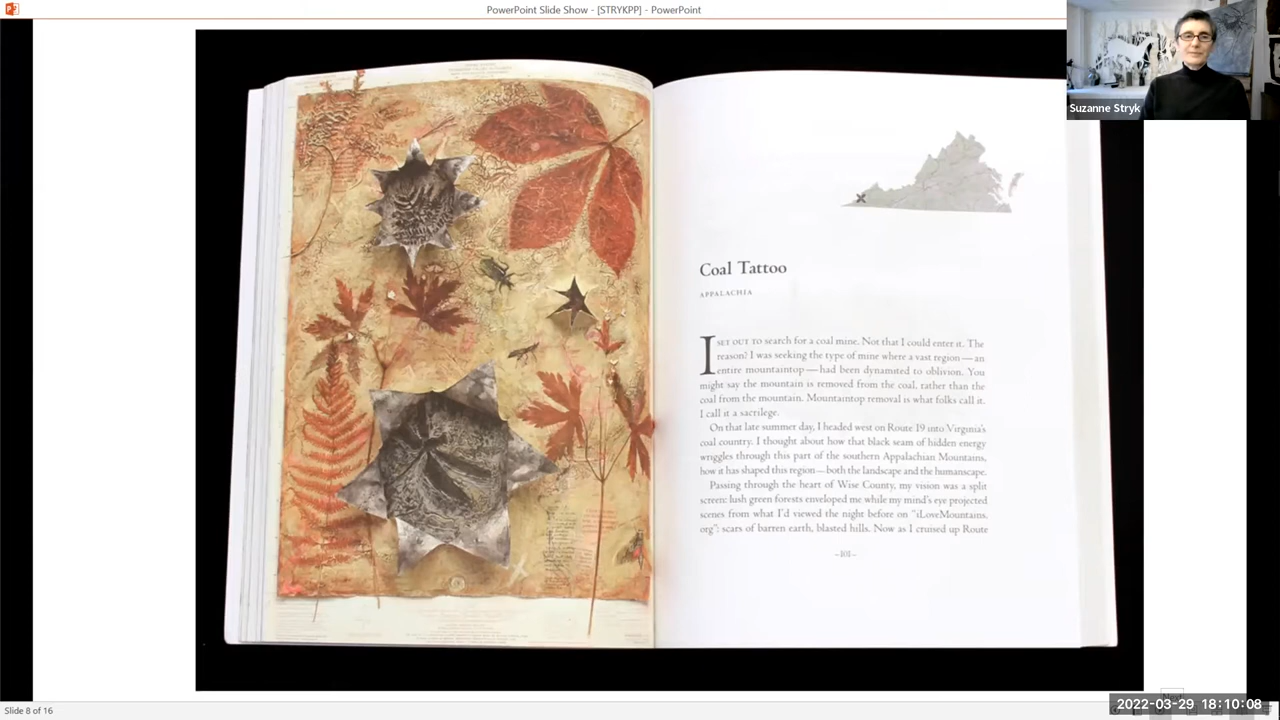 PowerPoint Slide Show - [STRYKPP] - PowerPoint
Suzanne Stryk
Coal Tattoo
APPALACHIA
I SET OUT TO search for a coal mine. Not that I could enter it. The
reason? I was seeking the type of mine where a vast region — an
entire mountaintop — had been dynamited to oblivion. You
might say the mountain is removed from the coal, rather than the
coal from the mountain. Mountaintop removal is what folks call it.
I call it a sacrilege.
On that late summer day, I headed west on Route 19 into Virginia's
coal country. I thought about how that black seam of hidden energy
wriggles through this part of the southern Appalachian Mountains,
how it has shaped this region—both the landscape and the humanscape.
Passing through the heart of Wise County, my vision was a split
screen: lush green forests enveloped me while my mind's eye projected
scenes from what I'd viewed the night before on "iLoveMountains.
org": scars of barren earth, blasted hills. Now as I cruised up Route
–101–
Slide 8 of 16
2022-03-29 18:10:08